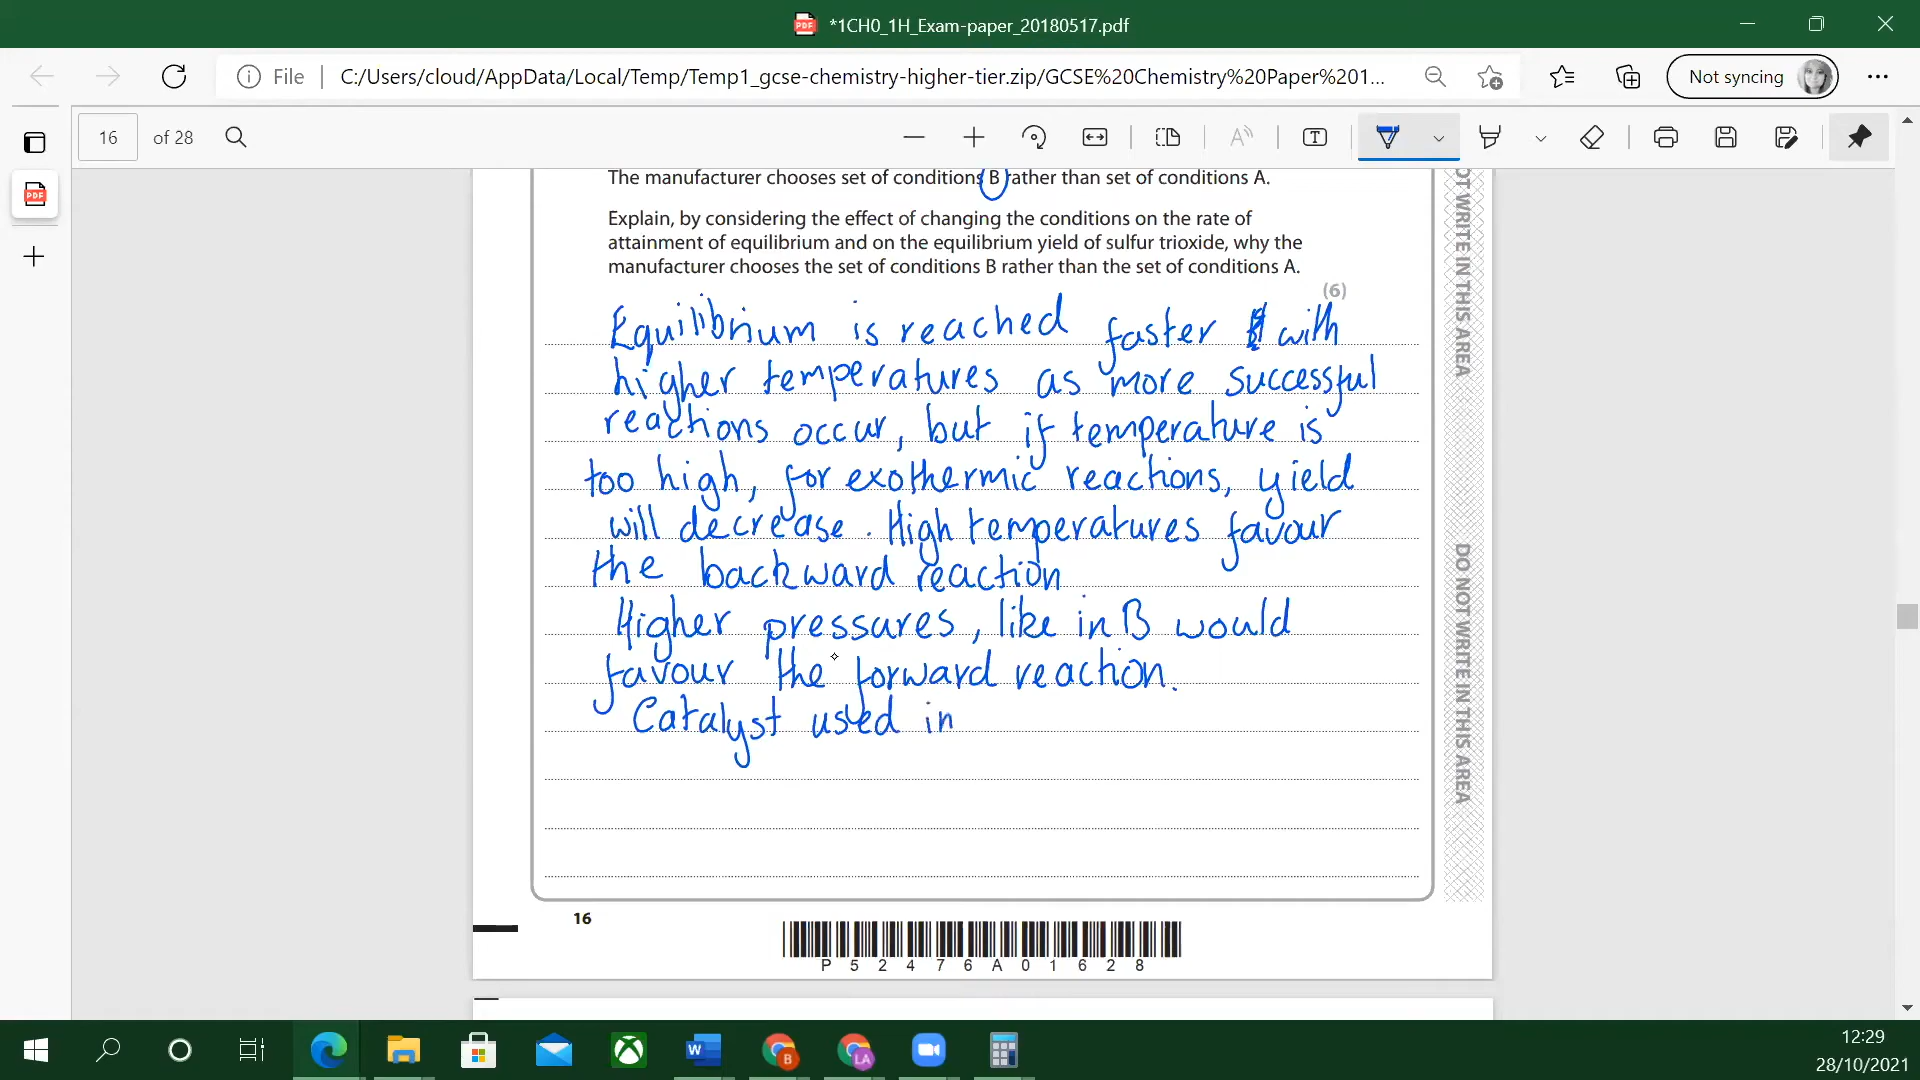 *1CH0_1H_Exam-paper_20180517.pdf
File
C:/Users/cloud/AppData/Local/Temp/Temp1_gcse-chemistry-higher-tier.zip/GCSE%20Chemistry%20Paper%201...
Not syncing
16 of 28
The manufacturer chooses set of conditions B rather than set of conditions A.
Explain, by considering the effect of changing the conditions on the rate of
attainment of equilibrium and on the equilibrium yield of sulfur trioxide, why the
manufacturer chooses the set of conditions B rather than the set of conditions A.
(6)
Equilibrium is reached faster with
higher temperatures as more successful
reactions occur, but if temperature is
too high, for exothermic reactions, yield
will decrease. High temperatures favour
the backward reaction
Higher pressures, like in B would
favour the forward reaction.
Catalyst used in
16
P 5 2 4 7 6 A 0 1 6 2 8
OT WRITE IN THIS AREA
DO NOT WRITE IN THIS AREA
12:29
28/10/2021